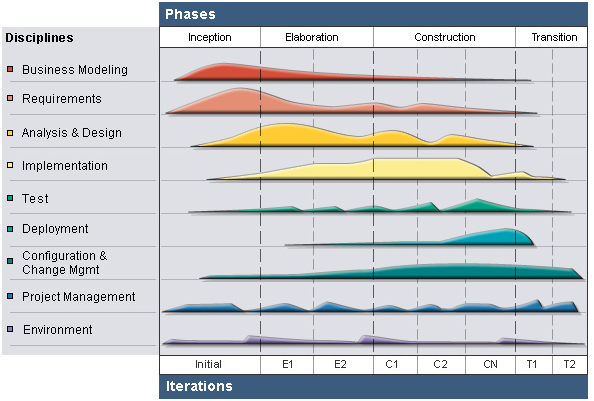 Phases
Disciplines
Inception Elaboration Construction Transition
Business Modeling
Requirements
Analysis & Design
Implementation
Test
Deployment
Configuration &
Change Mgmt
Project Management
Environment
Initial E1 E2 C1 C2 CN T1 T2
Iterations